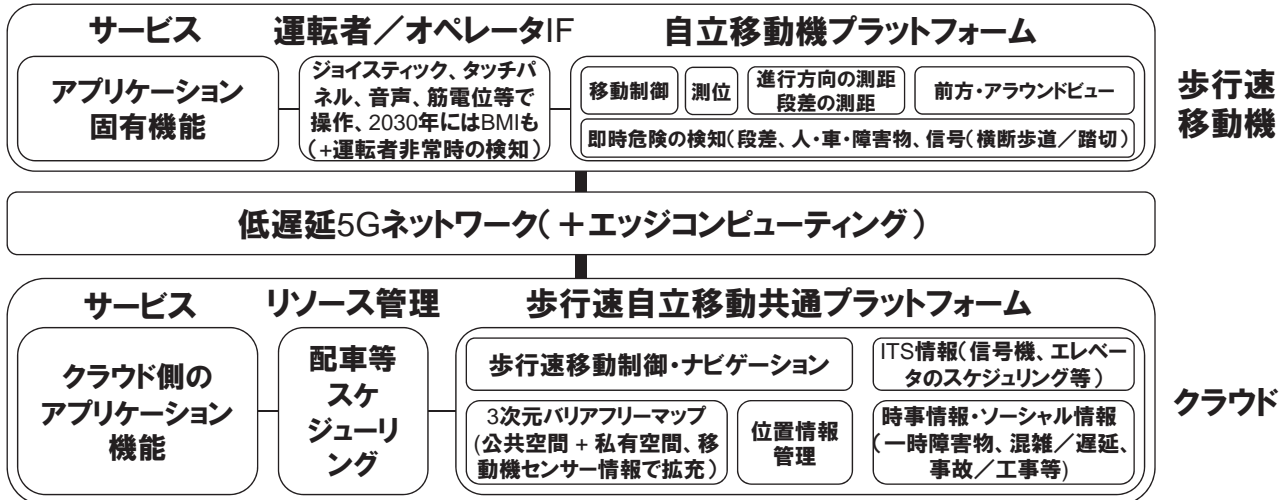 サービス
運転者／オペレータIF
自立移動機プラットフォーム
アプリケーション
固有機能
ジョイスティック、タッチパ
ネル、音声、筋電位等で
操作、2030年にはBMIも
（+運転者非常時の検知）
移動制御
測位
進行方向の測距
段差の測距
前方・アラウンドビュー
即時危険の検知（段差、人・車・障害物、信号（横断歩道／踏切）
歩行速
移動機
低遅延5Gネットワーク（＋エッジコンピューティング）
サービス
リソース管理
歩行速自立移動共通プラットフォーム
クラウド側の
アプリケーション
機能
配車等
スケ
ジューリ
ング
歩行速移動制御・ナビゲーション
ITS情報（信号機、エレベー
タのスケジュリング等）
3次元バリアフリーマップ
(公共空間 + 私有空間、移
動機センサー情報で拡充）
位置情報
管理
時事情報・ソーシャル情報
（一時障害物、混雑／遅延、
事故／工事等)
クラウド